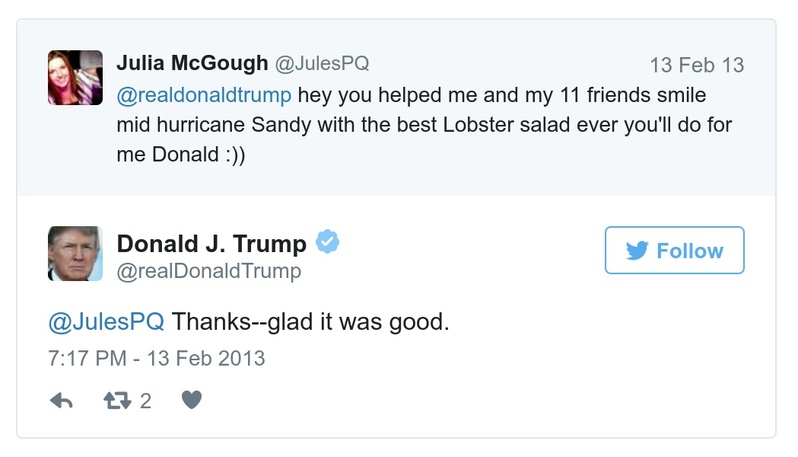 Julia McGough @JulesPQ 13 Feb 13
@realdonaldtrump hey you helped me and my 11 friends smile
mid hurricane Sandy with the best Lobster salad ever you'll do for
me Donald :))
Donald J. Trump
@realDonaldTrump
Follow
@JulesPQ Thanks--glad it was good.
7:17 PM - 13 Feb 2013
2